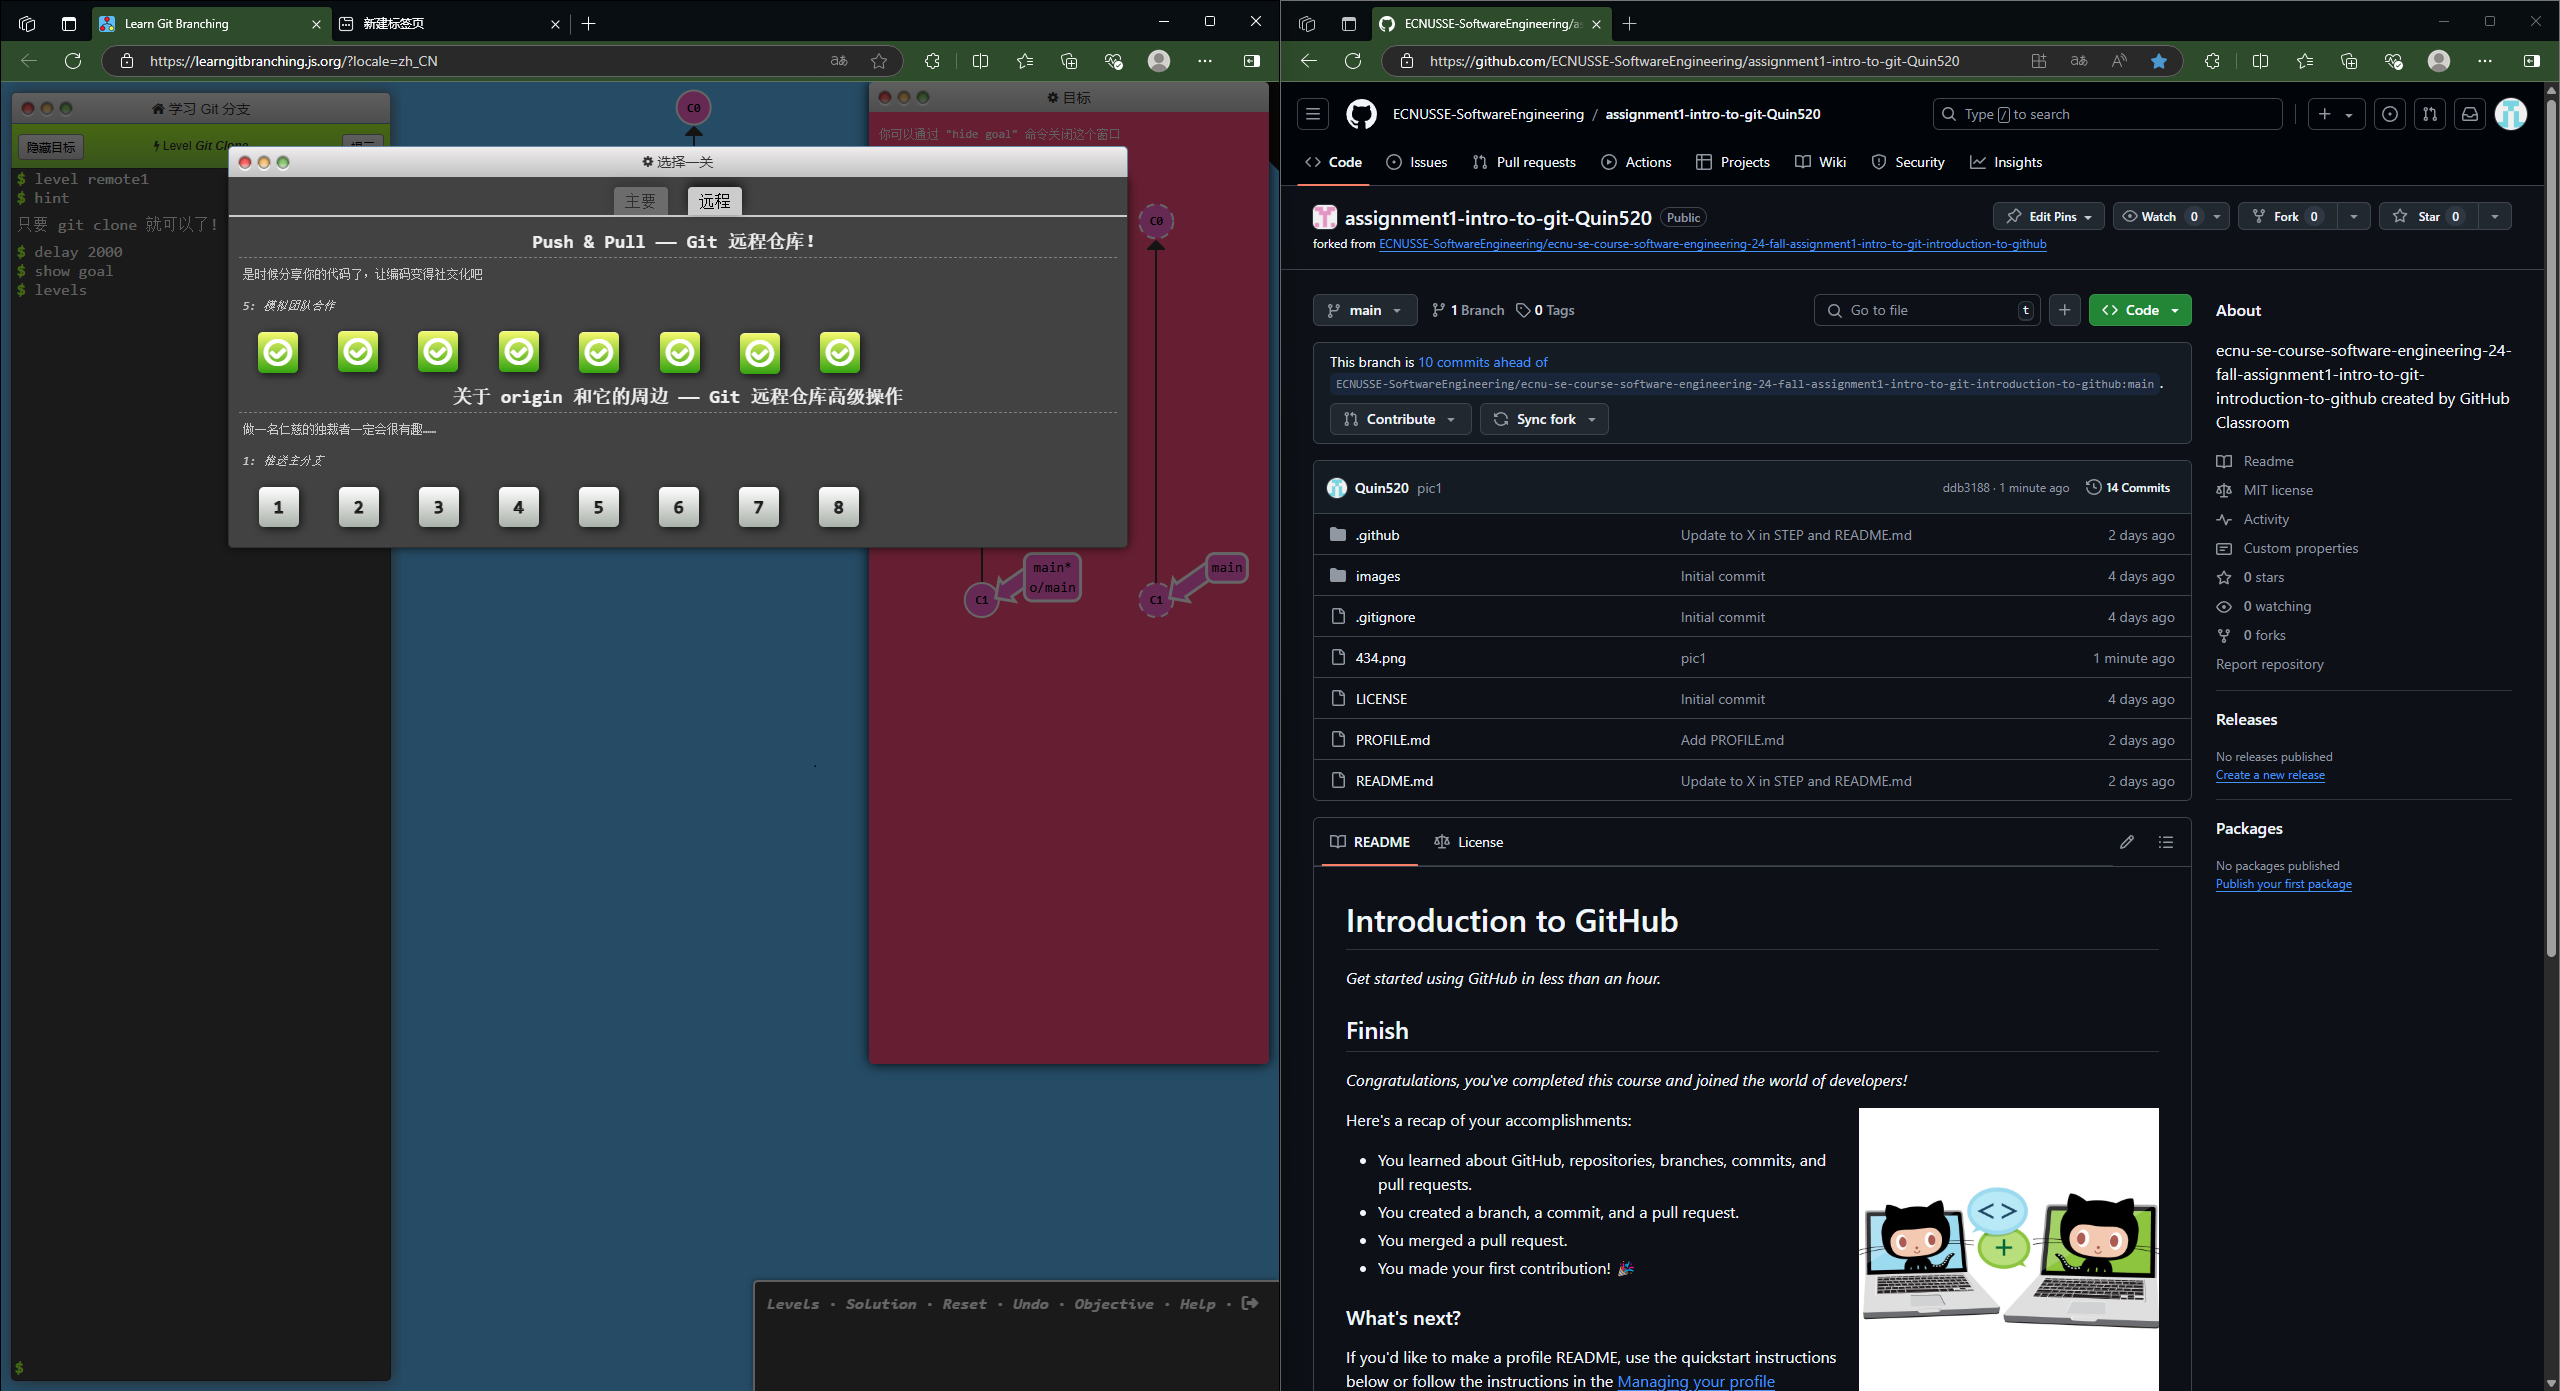 Learn Git Branching
新建标签页
https://learngitbranching.js.org/?locale=zh_CN
学习 Git 分支
隐藏目标
Level Git Clone
$ level remote1
$ hint
只要 git clone 就可以了!
$ delay 2000
$ show goal
$ levels
$
C0
选择一关
主要
远程
Push & Pull —— Git 远程仓库!
是时候分享你的代码了，让编码变得社交化吧
5: 模拟团队合作
关于 origin 和它的周边 —— Git 远程仓库高级操作
做一名仁慈的独裁者一定会很有趣……
1: 推送主分支
1 2 3 4 5 6 7 8
目标
你可以通过 "hide goal" 命令关闭这个窗口
C0
main*
o/main
C1
main
C1
Levels · Solution · Reset · Undo · Objective · Help ·
ECNUSSE-SoftwareEngineering/as
https://github.com/ECNUSSE-SoftwareEngineering/assignment1-intro-to-git-Quin520
ECNUSSE-SoftwareEngineering / assignment1-intro-to-git-Quin520
Type / to search
Code Issues Pull requests Actions Projects Wiki Security Insights
assignment1-intro-to-git-Quin520 Public
Edit Pins Watch 0 Fork 0 Star 0
forked from ECNUSSE-SoftwareEngineering/ecnu-se-course-software-engineering-24-fall-assignment1-intro-to-git-introduction-to-github
main 1 Branch 0 Tags
Go to file t
Code
This branch is 10 commits ahead of
ECNUSSE-SoftwareEngineering/ecnu-se-course-software-engineering-24-fall-assignment1-intro-to-git-introduction-to-github:main .
Contribute Sync fork
Quin520 pic1 ddb3188 · 1 minute ago 14 Commits
.github Update to X in STEP and README.md 2 days ago
images Initial commit 4 days ago
.gitignore Initial commit 4 days ago
434.png pic1 1 minute ago
LICENSE Initial commit 4 days ago
PROFILE.md Add PROFILE.md 2 days ago
README.md Update to X in STEP and README.md 2 days ago
README License
Introduction to GitHub
Get started using GitHub in less than an hour.
Finish
Congratulations, you've completed this course and joined the world of developers!
Here's a recap of your accomplishments:
• You learned about GitHub, repositories, branches, commits, and
pull requests.
• You created a branch, a commit, and a pull request.
• You merged a pull request.
• You made your first contribution! 🎉
What's next?
If you'd like to make a profile README, use the quickstart instructions
below or follow the instructions in the Managing your profile
About
ecnu-se-course-software-engineering-24-
fall-assignment1-intro-to-git-
introduction-to-github created by GitHub
Classroom
Readme
MIT license
Activity
Custom properties
0 stars
0 watching
0 forks
Report repository
Releases
No releases published
Create a new release
Packages
No packages published
Publish your first package